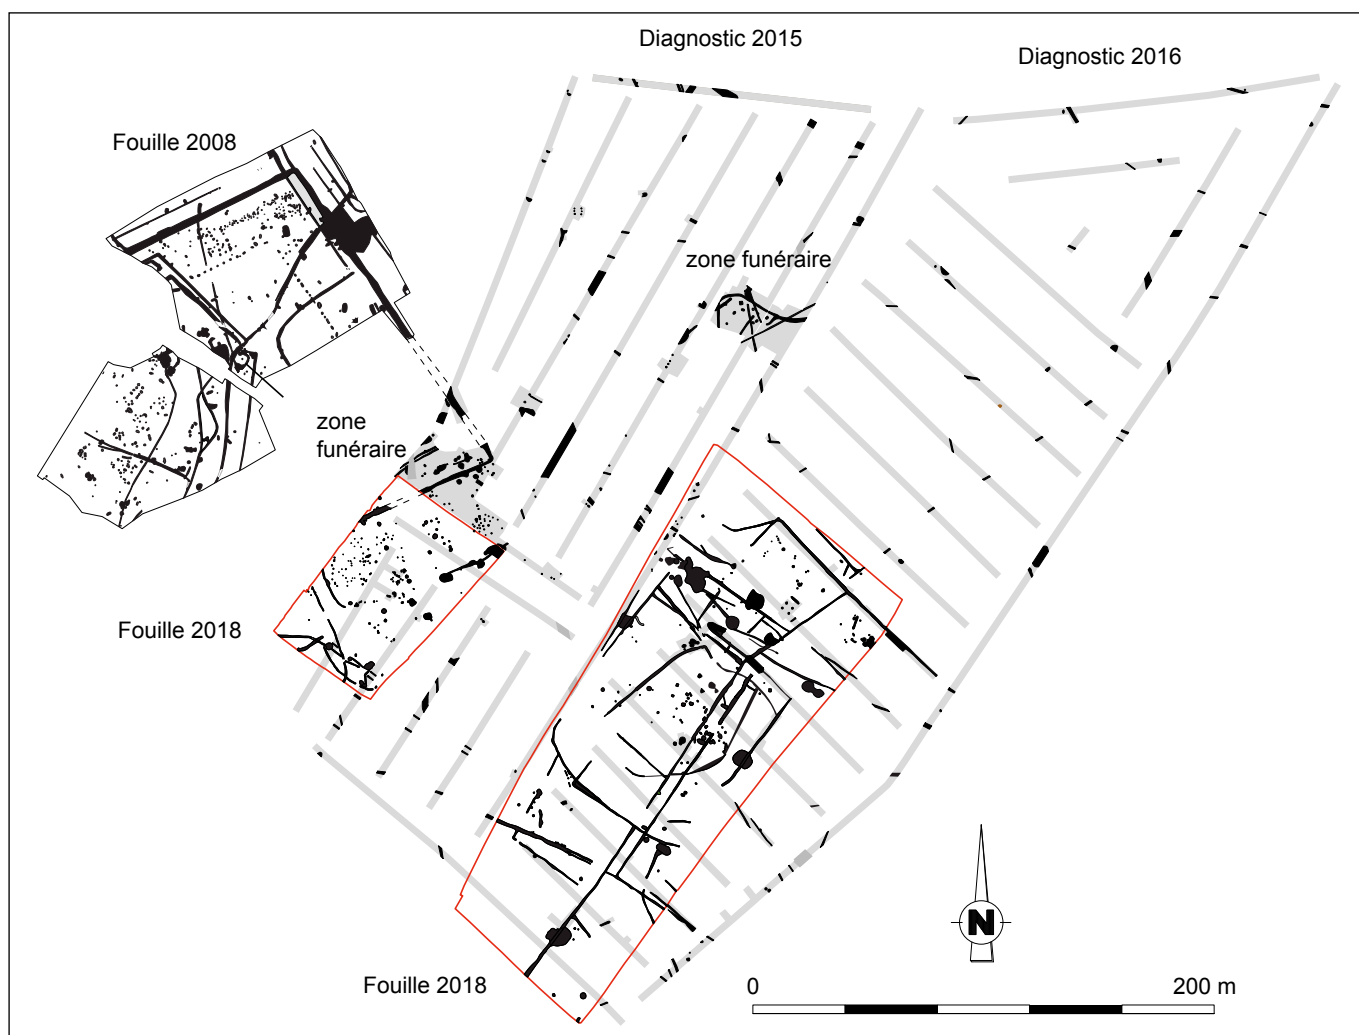 Diagnostic 2015
Diagnostic 2016
Fouille 2008
zone funéraire
zone
funéraire
Fouille 2018
Fouille 2018
N
0
200 m